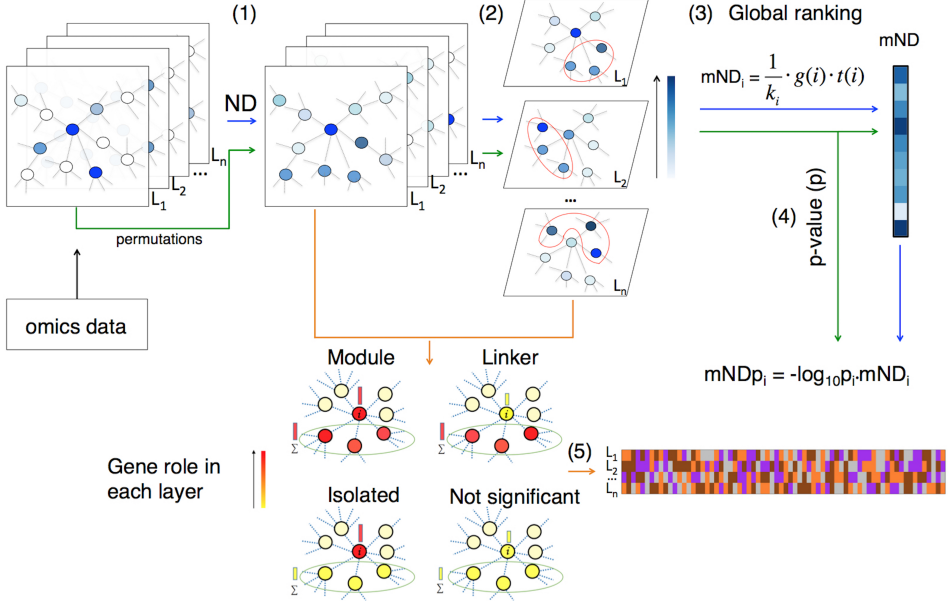 (1)
(2)
(3)
Global ranking
mND
mNDᵢ = 1/kᵢ · g(i) · t(i)
ND
L₁
L₂
...
Lₙ
L₁
Lₙ
...
L₁
L₂
...
Lₙ
permutations
(4)
p-value (p)
omics data
mNDpᵢ = -log₁₀pᵢ·mNDᵢ
Module
Linker
i
i
Σ
Σ
Gene role in
each layer
(5)
L₁
L₂
...
Lₙ
Isolated
Not significant
i
i
Σ
Σ